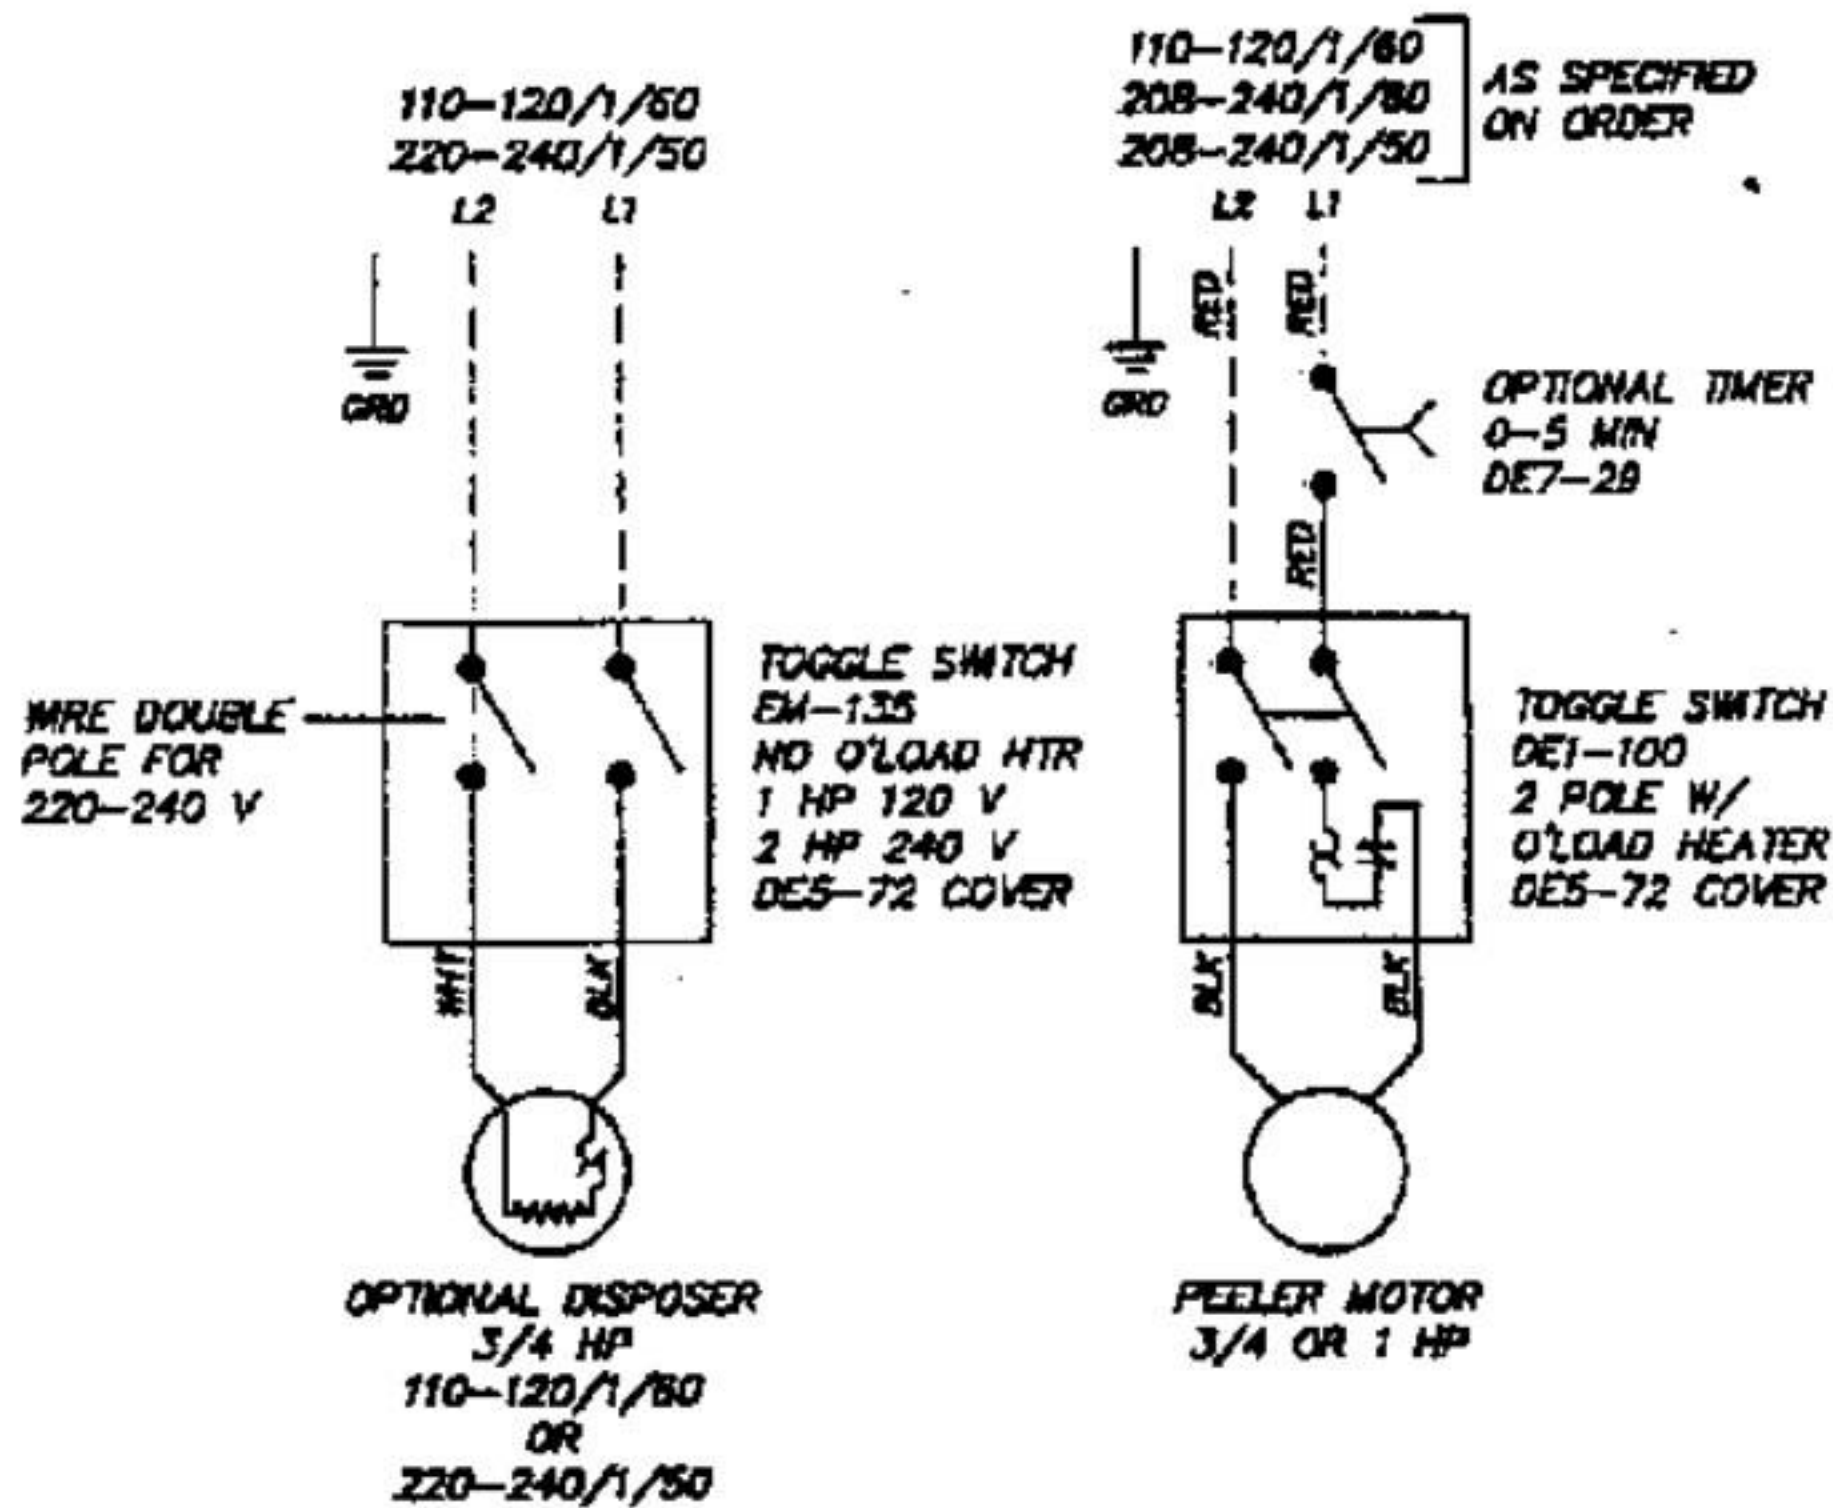 110-120/1/60
220-240/1/50
L2 L1
GRD
WIRE DOUBLE
POLE FOR
220-240 V
TOGGLE SWITCH
NO O'LOAD HTR
1 HP 120 V
2 HP 240 V
DE5-72 COVER
WHT
BLK
OPTIONAL DISPOSER
3/4 HP
110-120/1/60
OR
220-240/1/50
110-120/1/60
208-240/1/60
208-240/1/50
AS SPECIFIED
ON ORDER
L2 L1
RED
RED
GRD
OPTIONAL TIMER
0-5 MIN
RED
TOGGLE SWITCH
DE1-100
2 POLE W/
O'LOAD HEATER
DE5-72 COVER
BLK
BLK
PEELER MOTOR
3/4 OR 1 HP